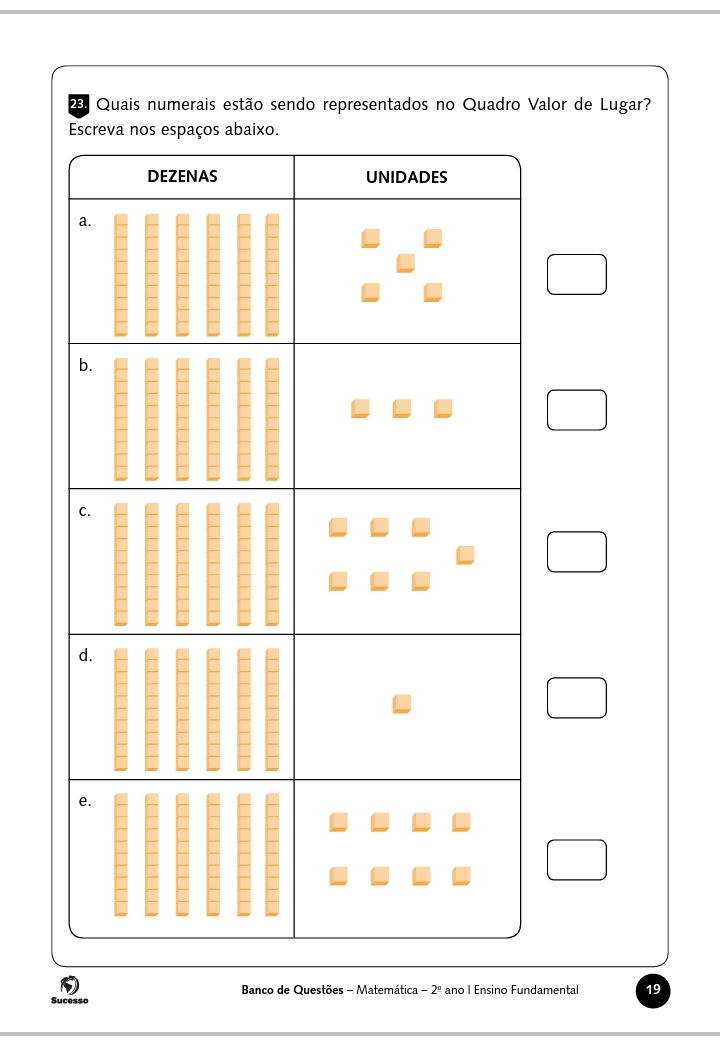 23. Quais numerais estão sendo representados no Quadro Valor de Lugar?
Escreva nos espaços abaixo.
DEZENAS UNIDADES
a.
b.
c.
d.
e.
Sucesso
Banco de Questões – Matemática – 2º ano I Ensino Fundamental
19